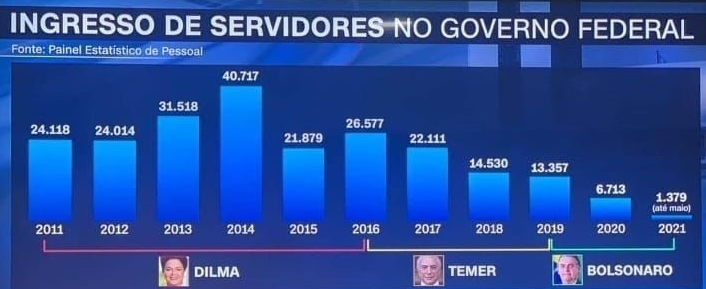 INGRESSO DE SERVIDORES NO GOVERNO FEDERAL
Fonte: Painel Estatístico de Pessoal
24.118
24.014
31.518
40.717
21.879
26.577
22.111
14.530
13.357
6.713
1.379
(até maio)
2011 2012 2013 2014 2015 2016 2017 2018 2019 2020 2021
DILMA TEMER BOLSONARO